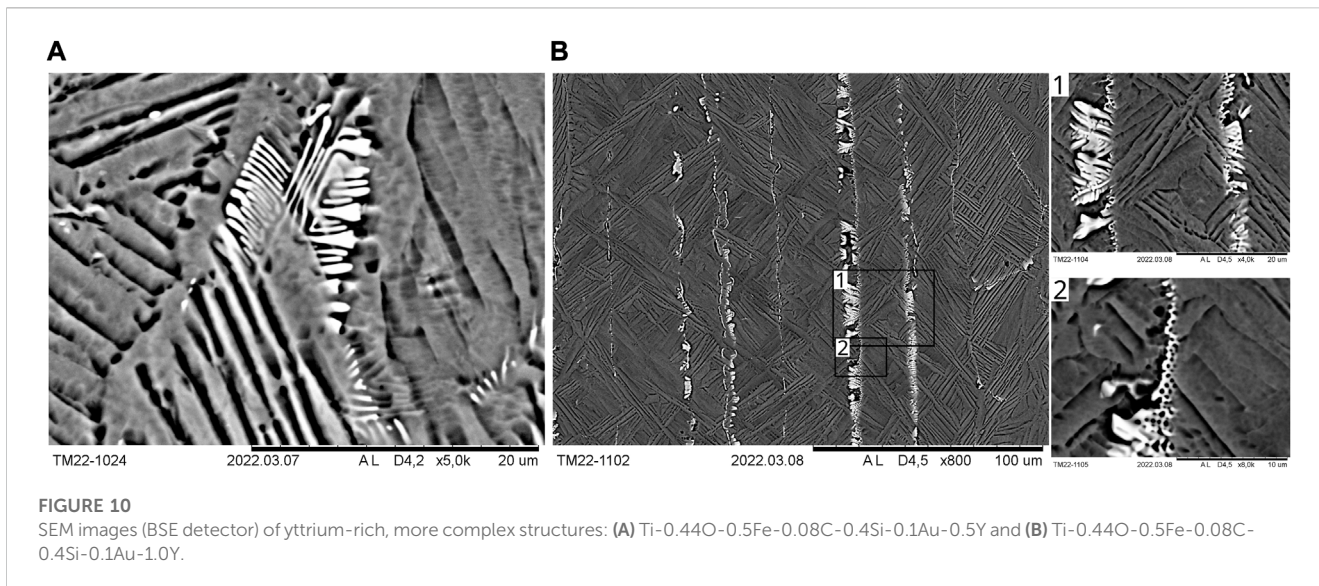 A
B
1
TM22-1104 2022.03.08 A L D4,5 x4,0k 20 um
1
2
2
TM22-1105 2022.03.08 A L D4,5 x8,0k 10 um
TM22-1024 2022.03.07 A L D4,2 x5,0k 20 um
TM22-1102 2022.03.08 A L D4,5 x800 100 um
FIGURE 10
SEM images (BSE detector) of yttrium-rich, more complex structures: (A) Ti-0.44O-0.5Fe-0.08C-0.4Si-0.1Au-0.5Y and (B) Ti-0.44O-0.5Fe-0.08C-
0.4Si-0.1Au-1.0Y.